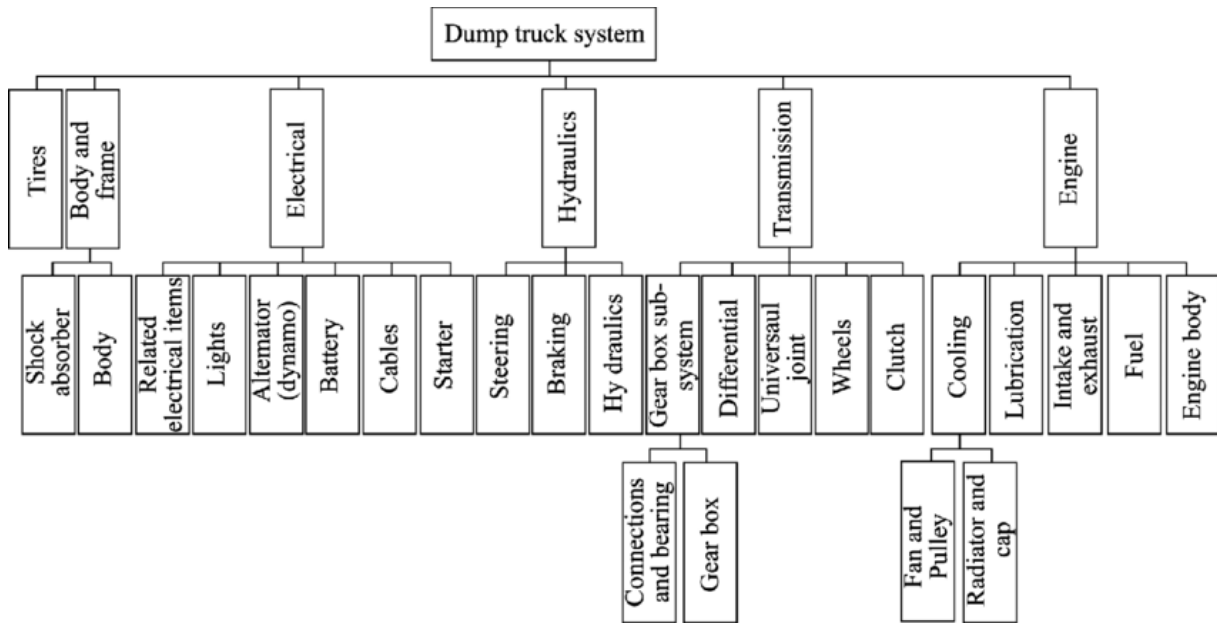 Dump truck system
Tires
Body and
frame
Electrical
Hydraulics
Transmission
Engine
Shock
absorber
Body
Related
electrical items
Lights
Altemator
(dynamo)
Battery
Cables
Starter
Steering
Braking
Hy draulics
Gear box sub-
system
Differential
Universaul
joint
Wheels
Clutch
Cooling
Lubrication
Intake and
exhaust
Fuel
Engine body
Connections
and bearing
Gear box
Fan and
Pulley
Radiator and
cap